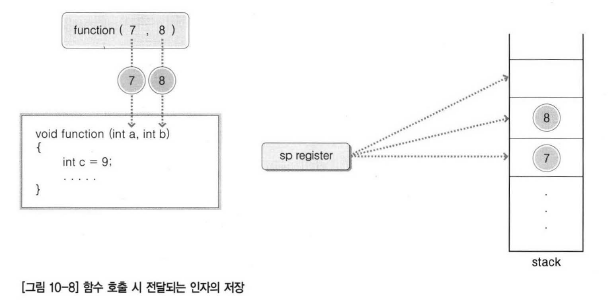 function ( 7 , 8 )
7 8
void function (int a, int b)
{
int c = 9;
. . . . .
}
sp register
8
7
.
.
.
stack
[그림 10-8] 함수 호출 시 전달되는 인자의 저장